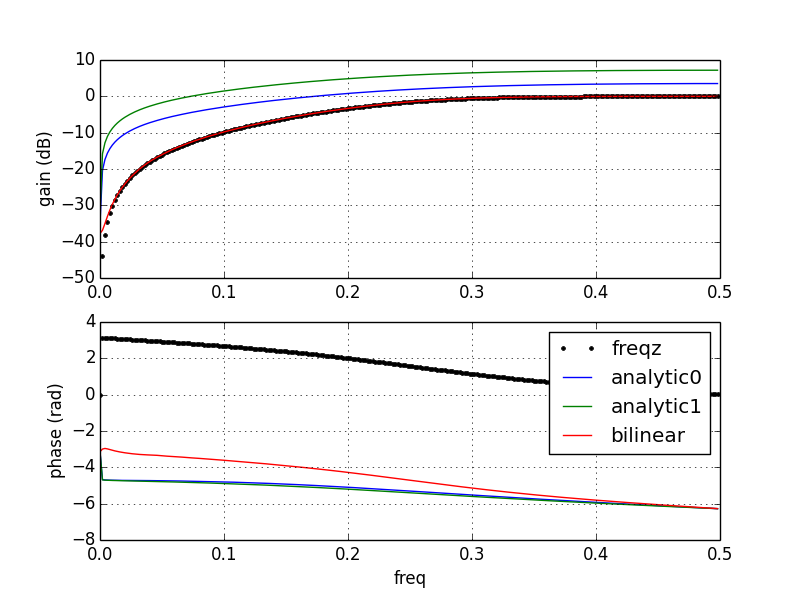 10
0
−10
−20
−30
−40
−50
gain (dB)
0.0 0.1 0.2 0.3 0.4 0.5
4
2
0
−2
−4
−6
−8
phase (rad)
freqz
analytic0
analytic1
bilinear
0.0 0.1 0.2 0.3 0.4 0.5
freq